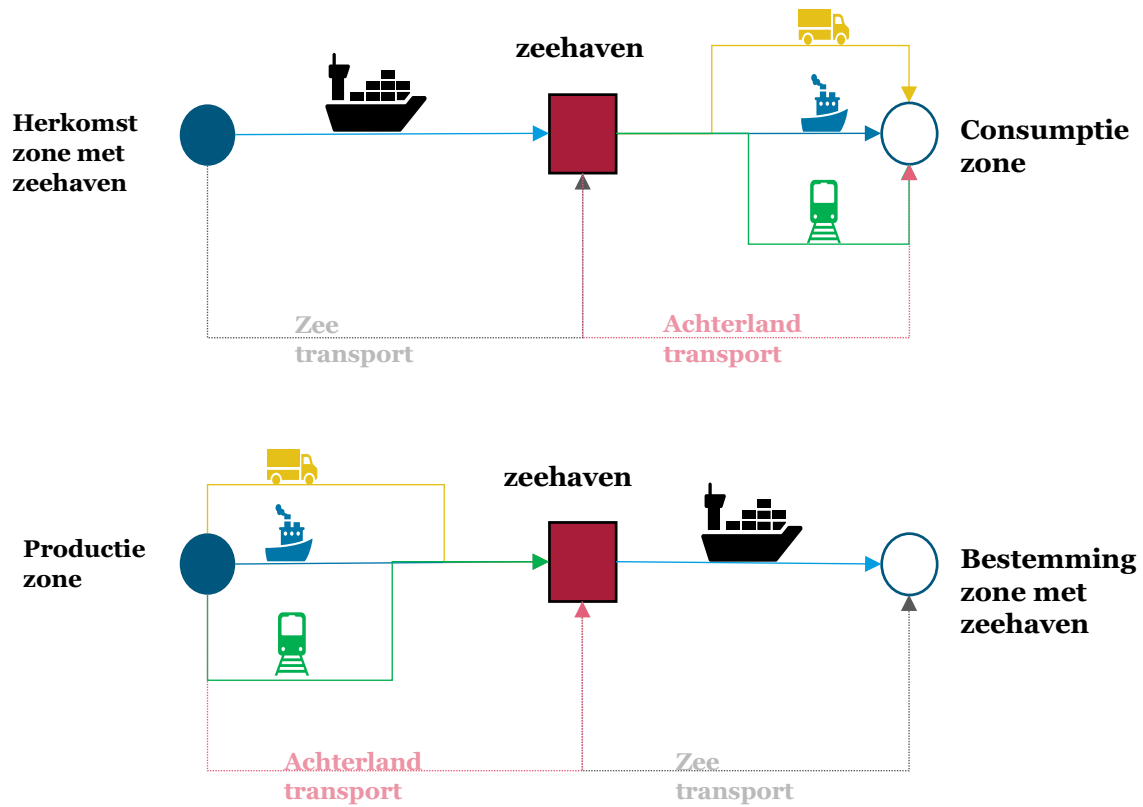 zeehaven
Herkomst
zone met
zeehaven
Consumptie
zone
Zee
transport
Achterland
transport
zeehaven
Productie
zone
Bestemming
zone met
zeehaven
Achterland
transport
Zee
transport